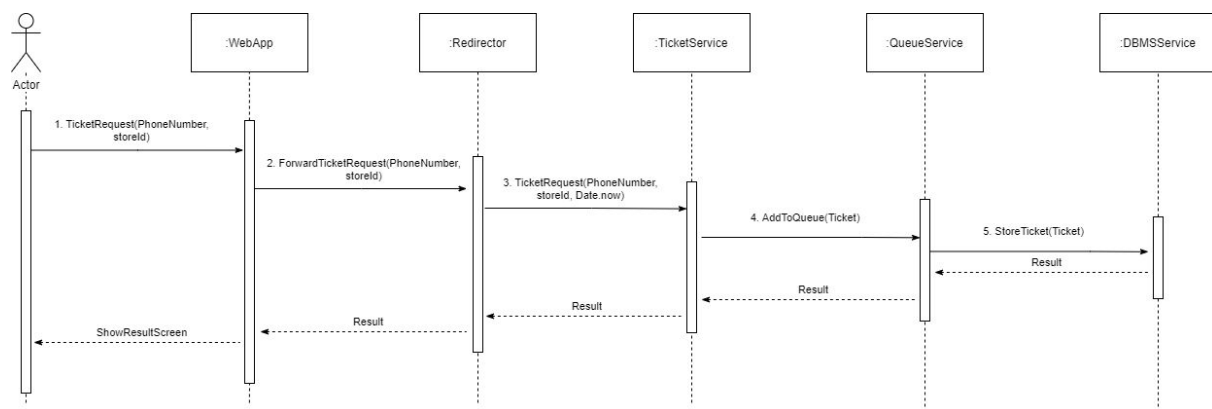 :WebApp
:Redirector
:TicketService
:QueueService
:DBMSService
Actor
1. TicketRequest(PhoneNumber,
storeId)
2. ForwardTicketRequest(PhoneNumber,
storeId)
3. TicketRequest(PhoneNumber,
storeId, Date.now)
4. AddToQueue(Ticket)
5. StoreTicket(Ticket)
Result
Result
Result
Result
ShowResultScreen